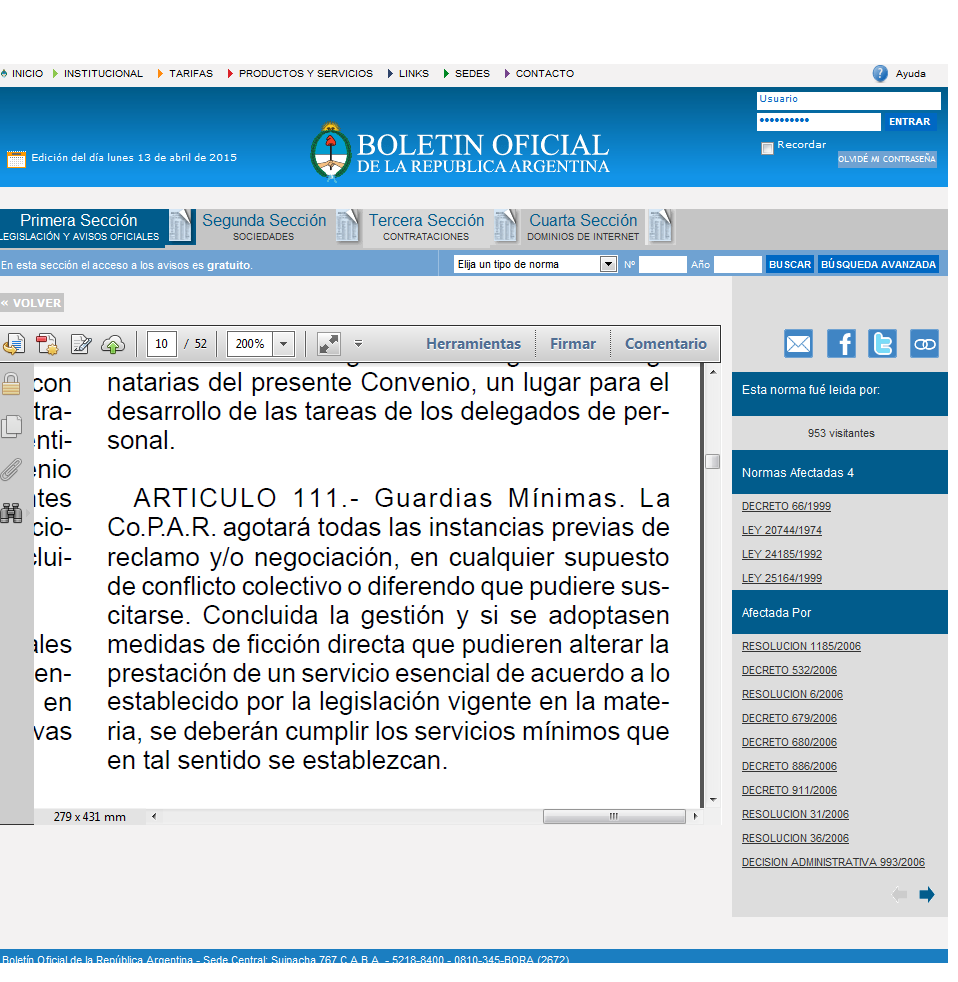 INICIO INSTITUCIONAL TARIFAS PRODUCTOS Y SERVICIOS LINKS SEDES CONTACTO
? Ayuda
Usuario
ENTRAR
Recordar
OLVIDÉ MI CONTRASEÑA
Edición del día lunes 13 de abril de 2015
BOLETIN OFICIAL
DE LA REPUBLICA ARGENTINA
Primera Sección
LEGISLACIÓN Y AVISOS OFICIALES
Segunda Sección
SOCIEDADES
Tercera Sección
CONTRATACIONES
Cuarta Sección
DOMINIOS DE INTERNET
En esta sección el acceso a los avisos es gratuito.
Elija un tipo de norma Nº Año BUSCAR BÚSQUEDA AVANZADA
« VOLVER
10 / 52 200% Herramientas Firmar Comentario
con
tra-
enti-
enio
ntes
cio-
clui-
ales
en-
en
vas
natarias del presente Convenio, un lugar para el
desarrollo de las tareas de los delegados de per-
sonal.
ARTICULO 111.- Guardias Mínimas. La
Co.P.A.R. agotará todas las instancias previas de
reclamo y/o negociación, en cualquier supuesto
de conflicto colectivo o diferendo que pudiere sus-
citarse. Concluida la gestión y si se adoptasen
medidas de ficción directa que pudieren alterar la
prestación de un servicio esencial de acuerdo a lo
establecido por la legislación vigente en la mate-
ria, se deberán cumplir los servicios mínimos que
en tal sentido se establezcan.
279 x 431 mm
Esta norma fué leida por:
953 visitantes
Normas Afectadas 4
DECRETO 66/1999
LEY 20744/1974
LEY 24185/1992
LEY 25164/1999
Afectada Por
RESOLUCION 1185/2006
DECRETO 532/2006
RESOLUCION 6/2006
DECRETO 679/2006
DECRETO 680/2006
DECRETO 886/2006
DECRETO 911/2006
RESOLUCION 31/2006
RESOLUCION 36/2006
DECISION ADMINISTRATIVA 993/2006
Boletín Oficial de la República Argentina - Sede Central: Suipacha 767 C.A.B.A. - 5218-8400 - 0810-345-BORA (2672)